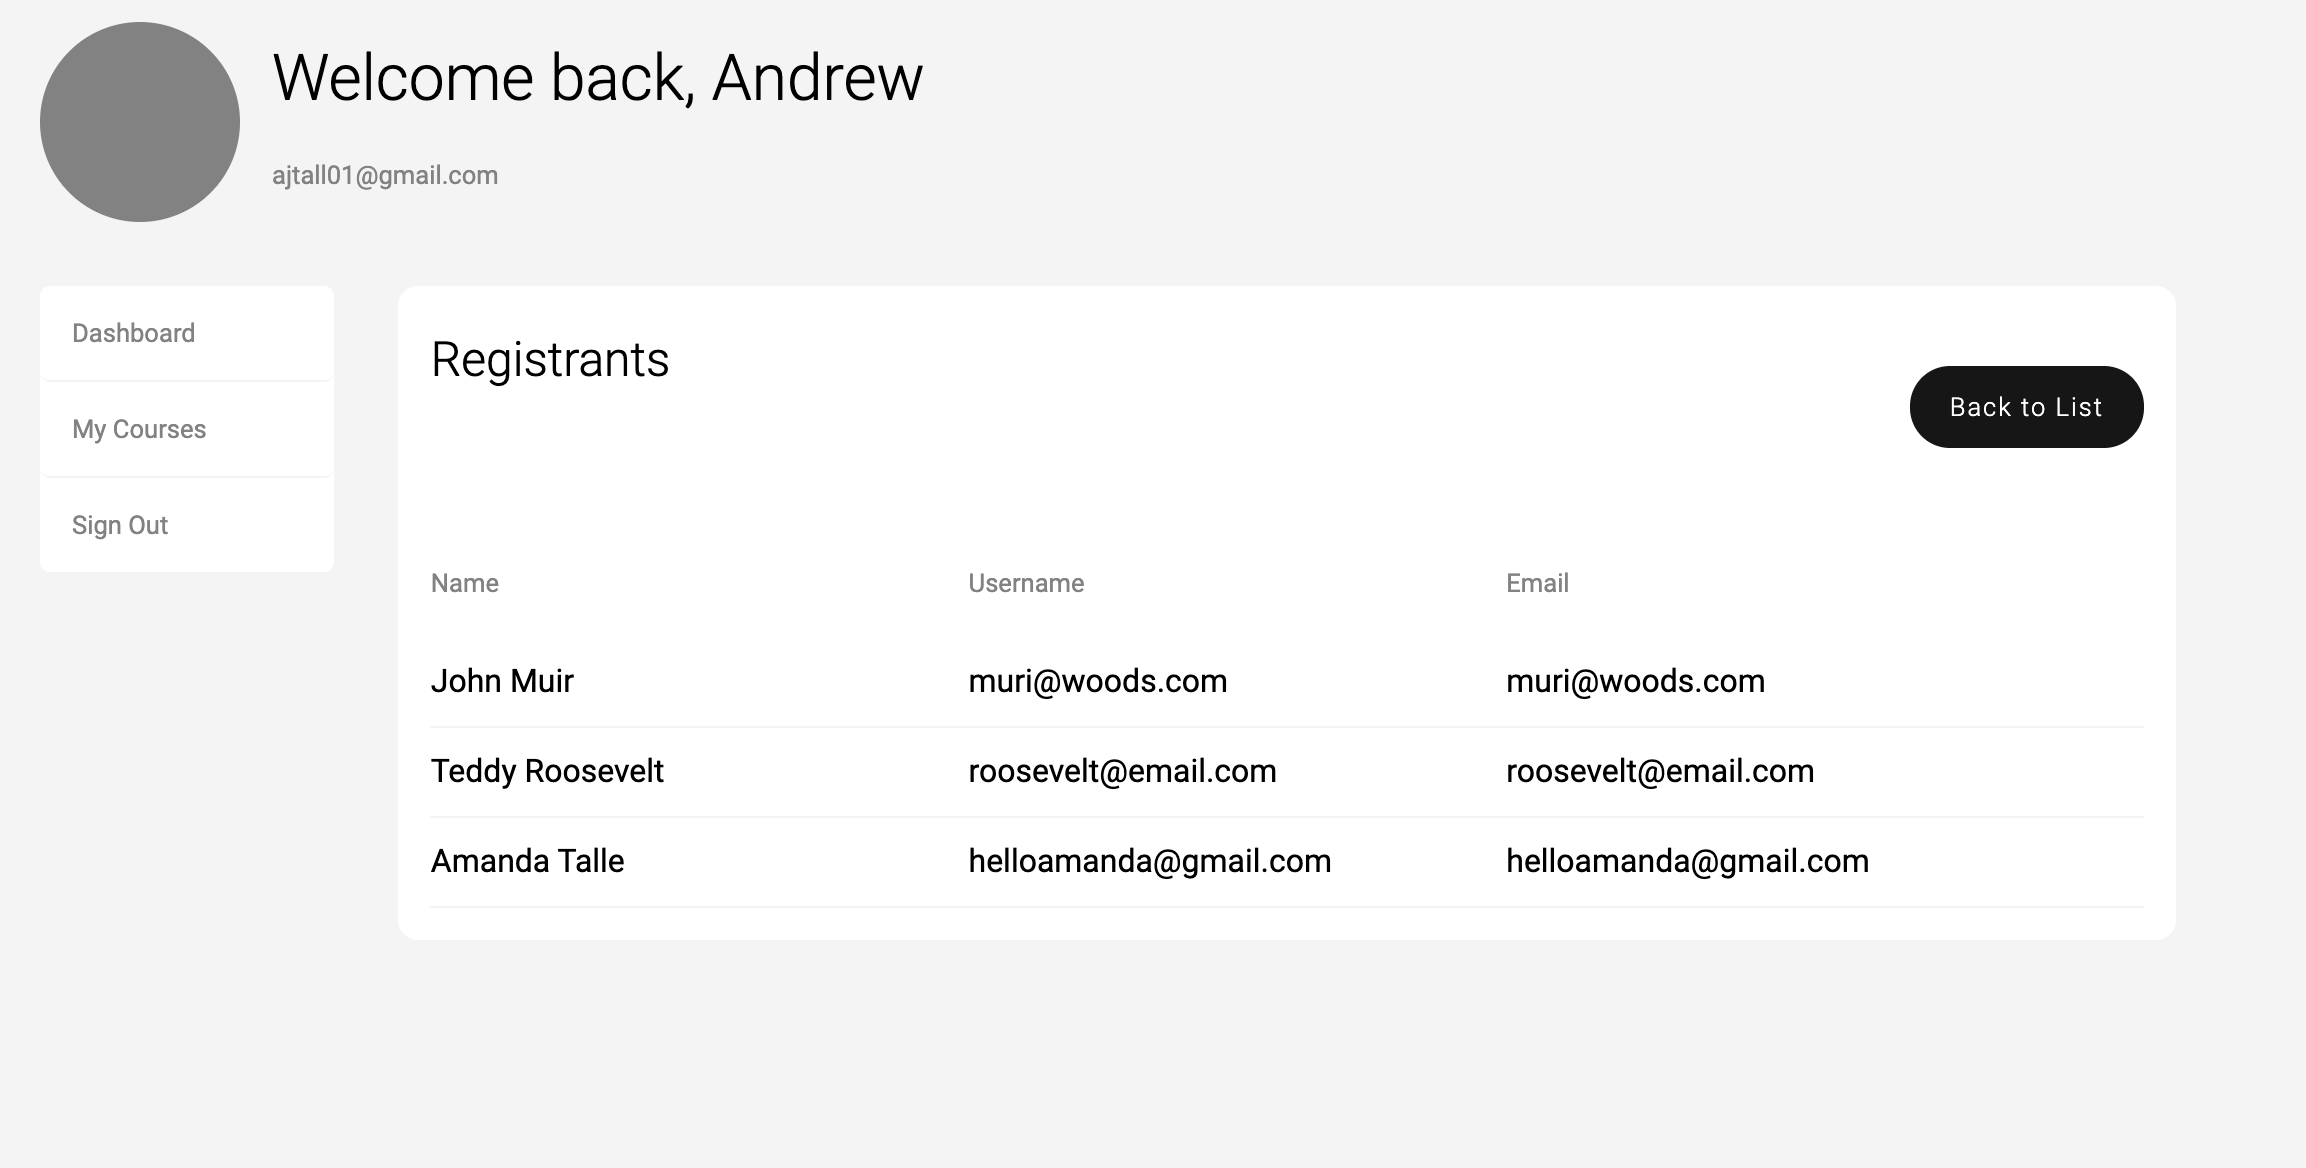 Welcome back, Andrew
ajtall01@gmail.com
Dashboard
My Courses
Sign Out
Registrants
Back to List
Name Username Email
John Muir muri@woods.com muri@woods.com
Teddy Roosevelt roosevelt@email.com roosevelt@email.com
Amanda Talle helloamanda@gmail.com helloamanda@gmail.com